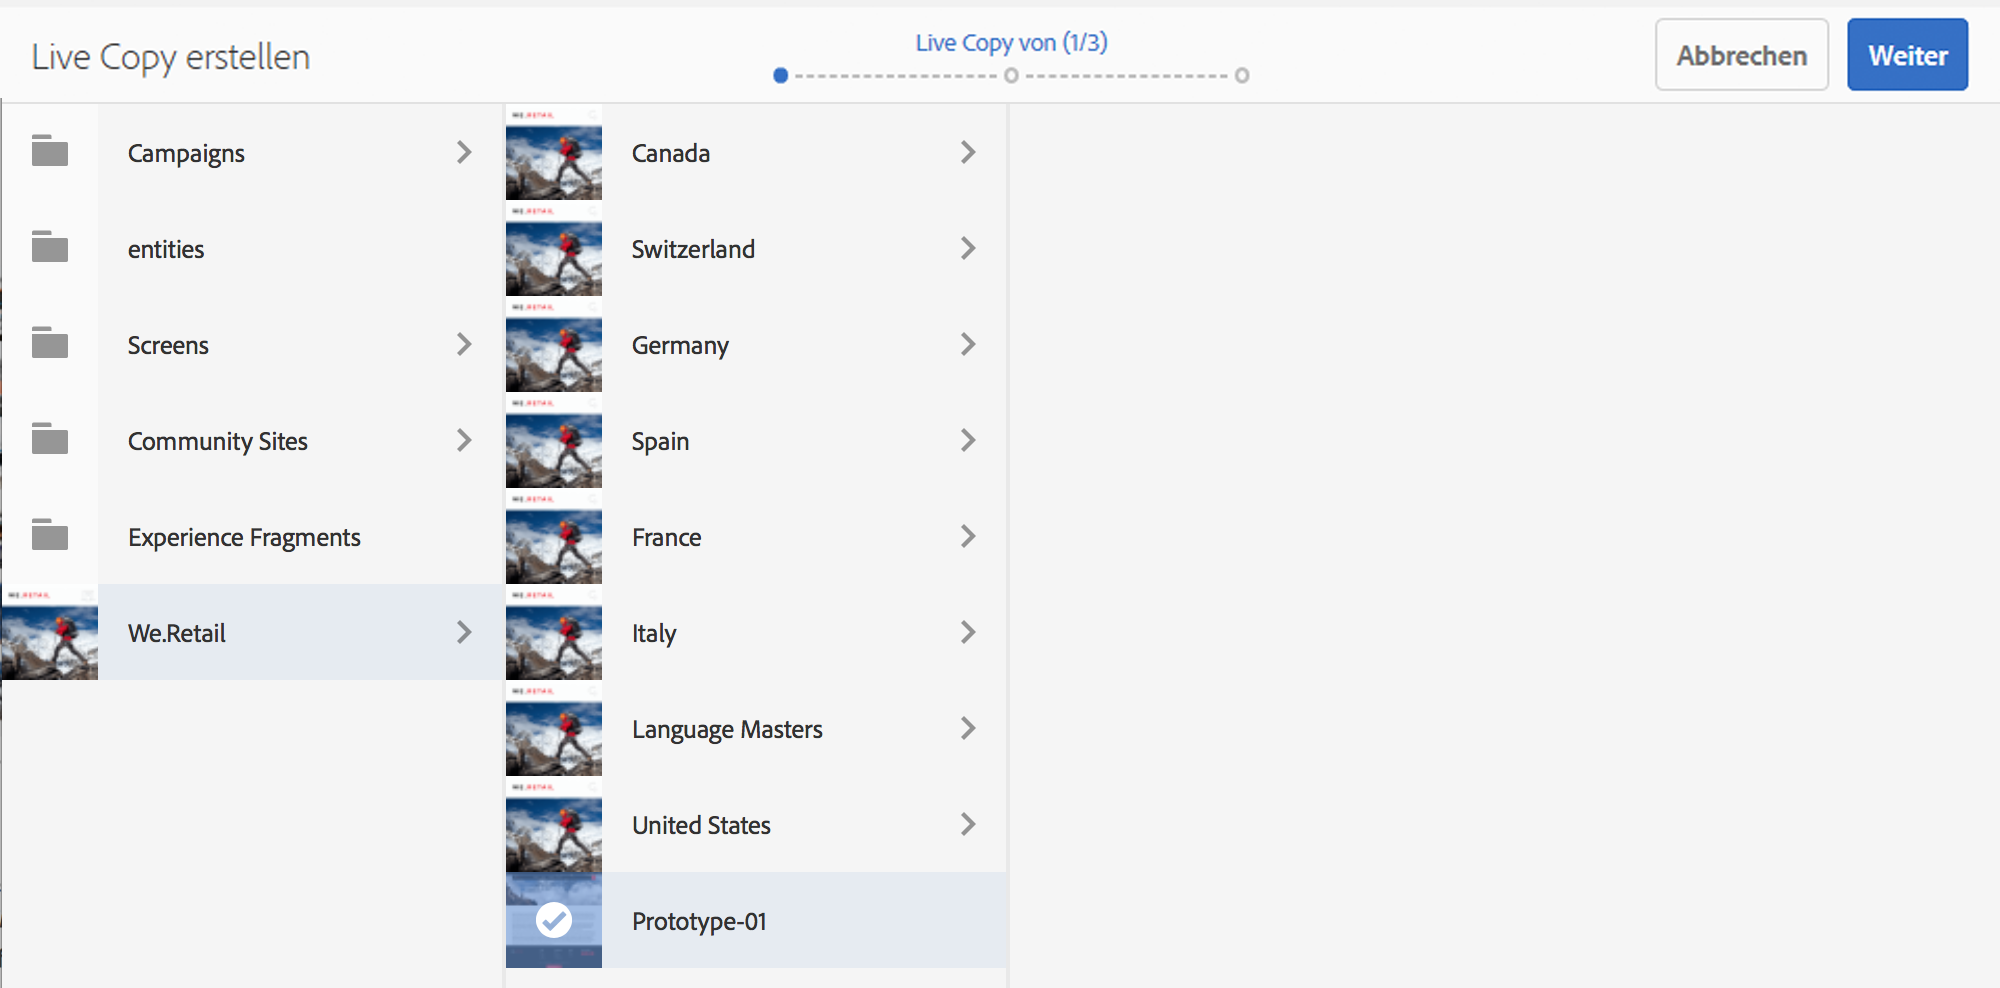 Live Copy erstellen
Live Copy von (1/3)
Abbrechen
Weiter
Campaigns
entities
Screens
Community Sites
Experience Fragments
We.Retail
Canada
Switzerland
Germany
Spain
France
Italy
Language Masters
United States
Prototype-01